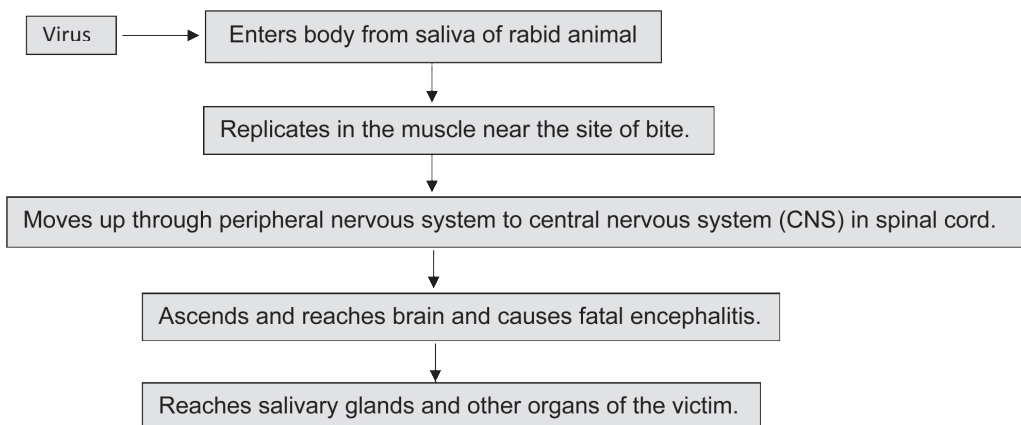 Virus
Enters body from saliva of rabid animal
Replicates in the muscle near the site of bite.
Moves up through peripheral nervous system to central nervous system (CNS) in spinal cord.
Ascends and reaches brain and causes fatal encephalitis.
Reaches salivary glands and other organs of the victim.